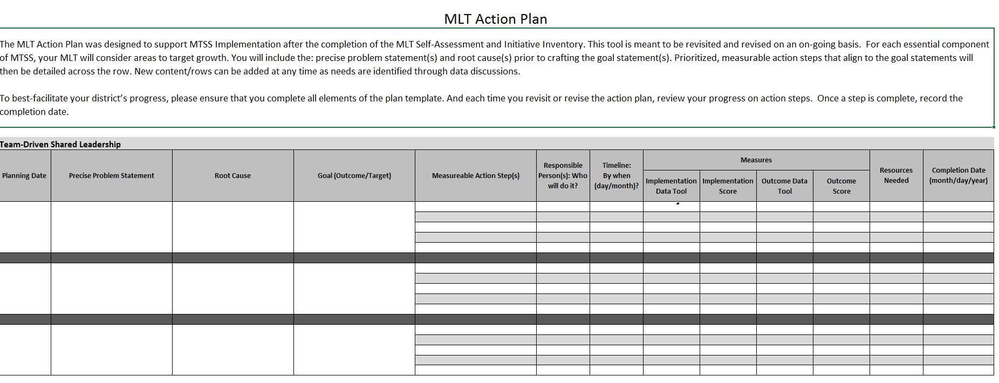 MLT Action Plan
The MLT Action Plan was designed to support MTSS Implementation after the completion of the MLT Self-Assessment and Initiative Inventory. This tool is meant to be revisited and revised on an on-going basis.  For each essential component
of MTSS, your MLT will consider areas to target growth. You will include the: precise problem statement(s) and root cause(s) prior to crafting the goal statement(s). Prioritized, measurable action steps that align to the goal statements will
then be detailed across the row. New content/rows can be added at any time as needs are identified through data discussions.
To best-facilitate your district's progress, please ensure that you complete all elements of the plan template. And each time you revisit or revise the action plan, review your progress on action steps.  Once a step is complete, record the
completion date.
Team-Driven Shared Leadership
Planning Date
Precise Problem Statement
Root Cause
Goal (Outcome/Target)
Measureable Action Step(s)
Responsible
Person(s): Who
will do it?
Timeline:
By when
(day/month)?
Measures
Implementation
Data Tool
Implementation
Score
Outcome Data
Tool
Outcome
Score
Resources
Needed
Completion Date
(month/day/year)